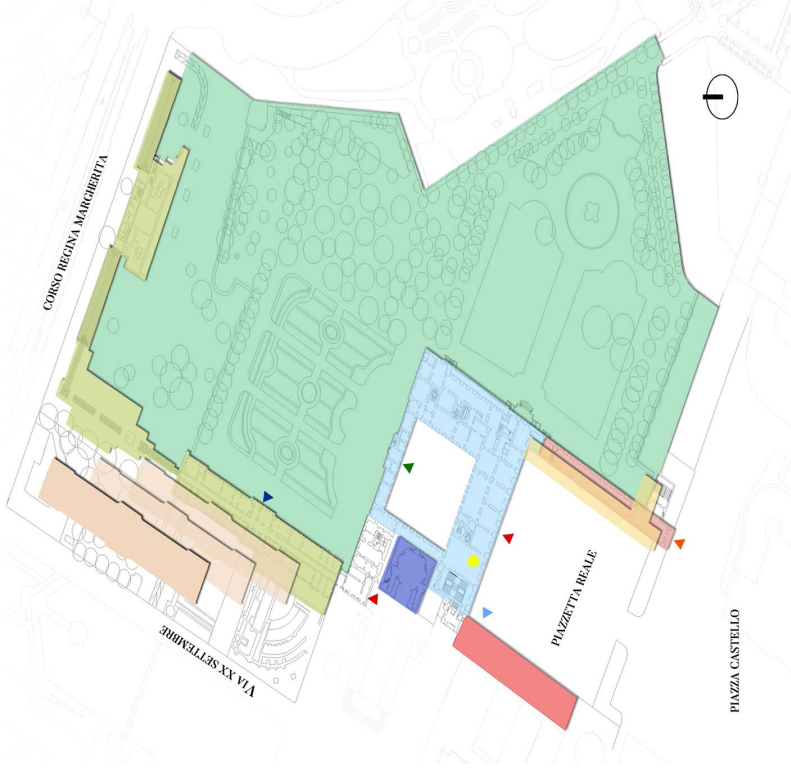 CORSO REGINA MARGHERITA
VIA XX SETTEMBRE
PIAZZETTA REALE
PIAZZA CASTELLO